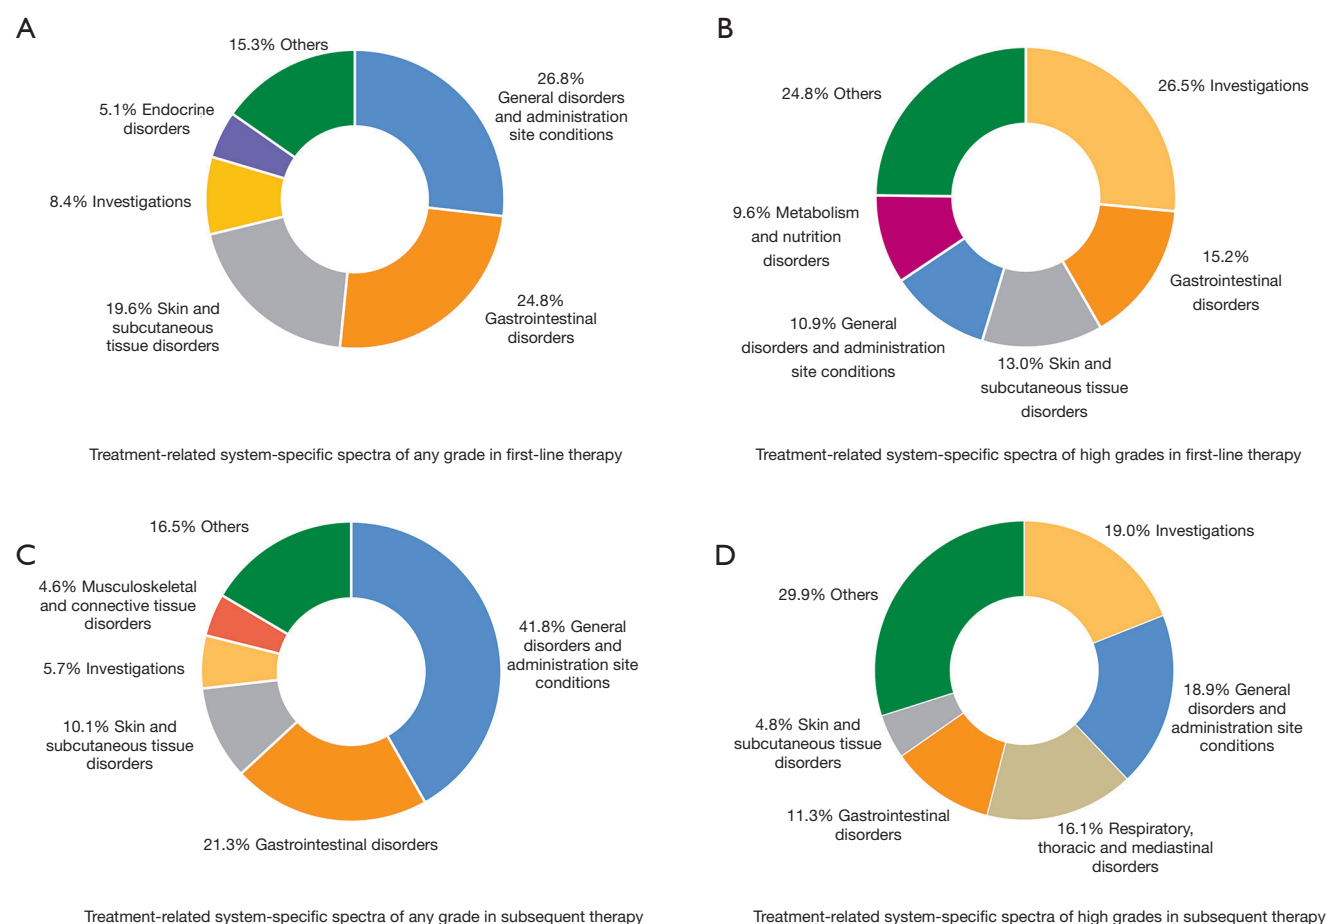 A
15.3% Others
26.8%
General disorders
and administration
site conditions
5.1% Endocrine
disorders
8.4% Investigations
19.6% Skin and
subcutaneous
tissue disorders
24.8%
Gastrointestinal
disorders
Treatment-related system-specific spectra of any grade in first-line therapy
B
24.8% Others
26.5% Investigations
9.6% Metabolism
and nutrition
disorders
15.2%
Gastrointestinal
disorders
10.9% General
disorders and administration
site conditions
13.0% Skin and
subcutaneous tissue
disorders
Treatment-related system-specific spectra of high grades in first-line therapy
C
16.5% Others
4.6% Musculoskeletal
and connective tissue
disorders
41.8% General
disorders and
administration site
conditions
5.7% Investigations
10.1% Skin and
subcutaneous tissue
disorders
21.3% Gastrointestinal disorders
Treatment-related system-specific spectra of any grade in subsequent therapy
D
19.0% Investigations
29.9% Others
18.9% General
disorders and
administration site
conditions
4.8% Skin and
subcutaneous tissue
disorders
11.3% Gastrointestinal
disorders
16.1% Respiratory,
thoracic and mediastinal
disorders
Treatment-related system-specific spectra of high grades in subsequent therapy